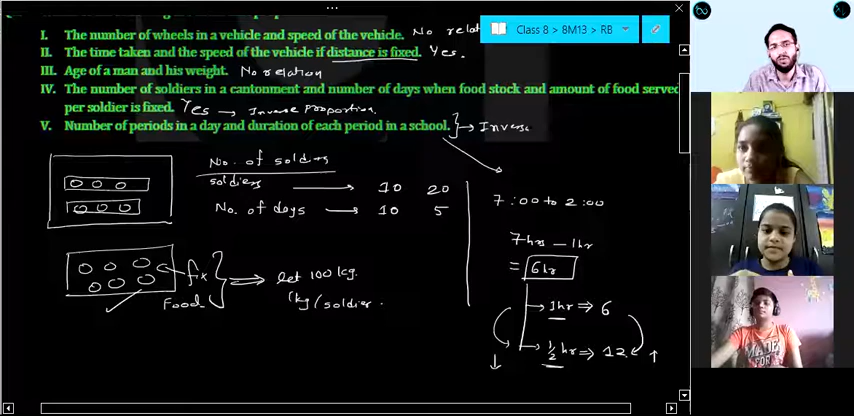 I. The number of wheels in a vehicle and speed of the vehicle. No relat
II. The time taken and the speed of the vehicle if distance is fixed. Yes.
III. Age of a man and his weight. No relation
IV. The number of soldiers in a cantonment and number of days when food stock and amount of food served
per soldier is fixed. Yes → Inverse Proportion.
V. Number of periods in a day and duration of each period in a school. → Inverse
Class 8 > 8M13 > RB
No. of soldiers
soldiers → 10 20
No. of days → 10 5
fix
Food
⇒ let 100 kg.
1kg/soldier.
7:00 to 2:00
7hrs – 1hr
= 6hr
→ 1hr ⇒ 6
→ 1/2 hr ⇒ 12 ↑
↓
MADE
FOR